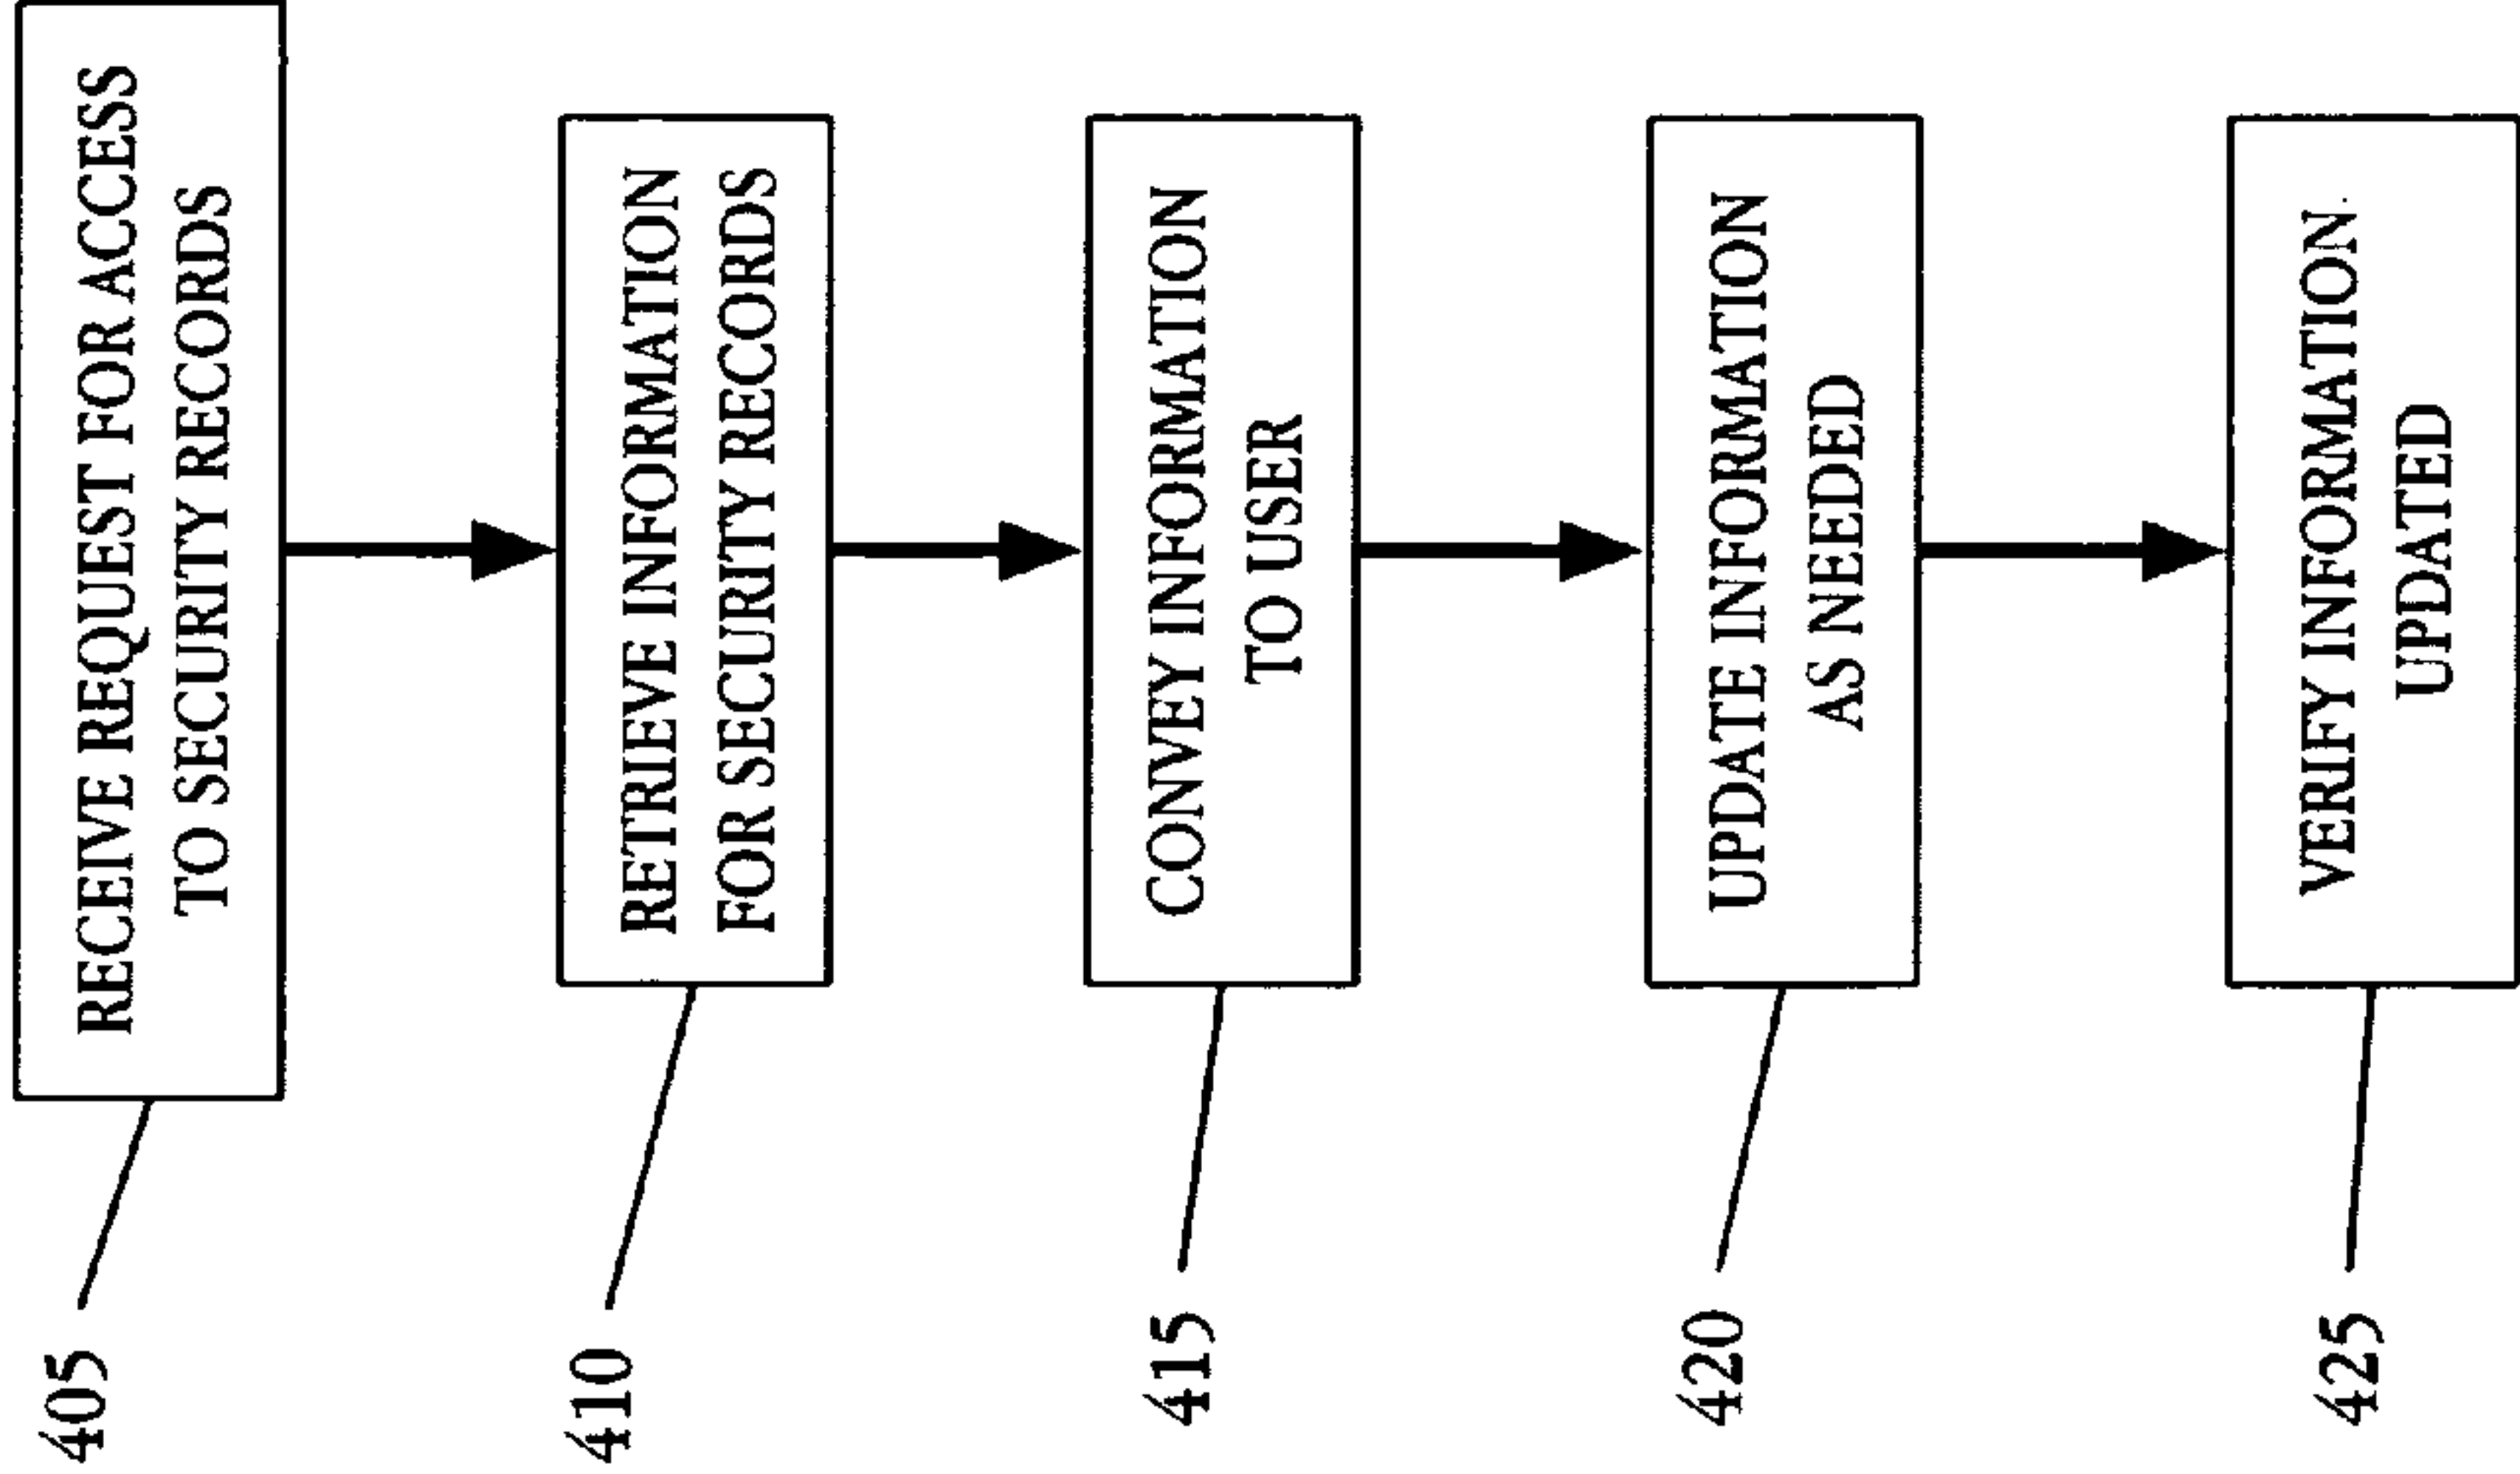 405
RECEIVE REQUEST FOR ACCESS
TO SECURITY RECORDS
410
RETRIEVE INFORMATION
FOR SECURITY RECORDS
415
CONVEY INFORMATION
TO USER
420
UPDATE INFORMATION
AS NEEDED
425
VERIFY INFORMATION
UPDATED